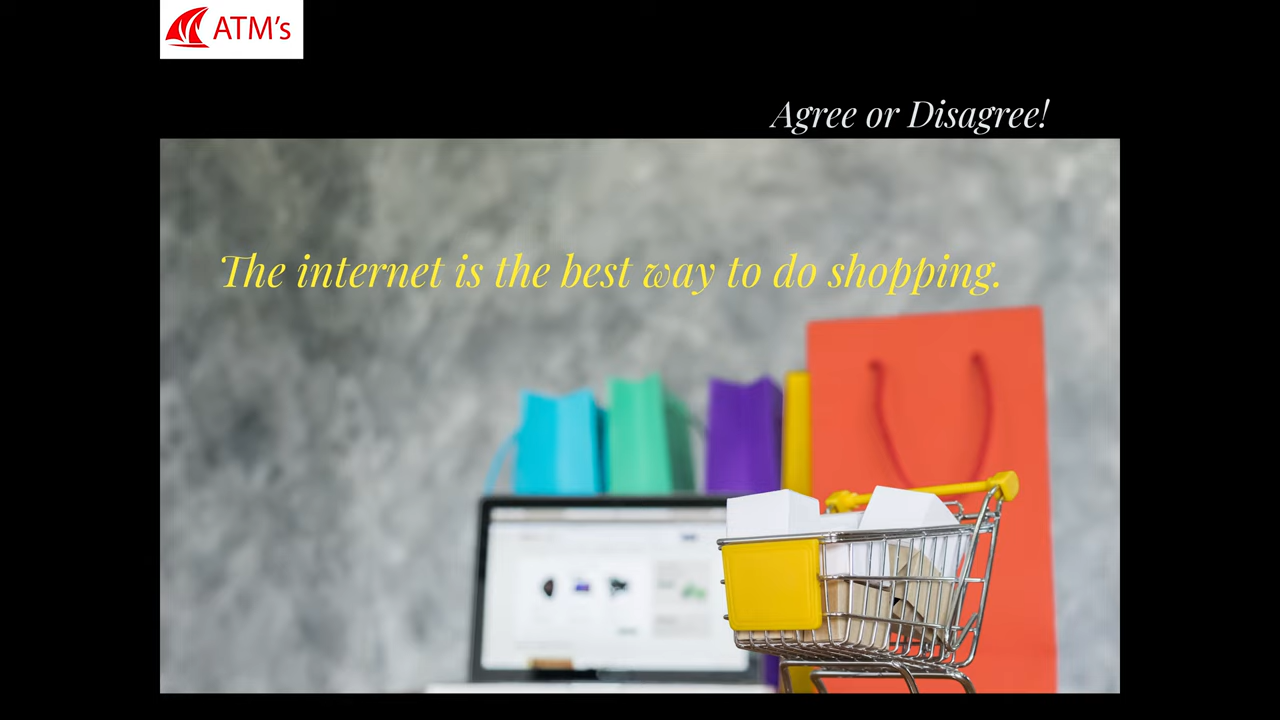 ATM's
Agree or Disagree!
The internet is the best way to do shopping.